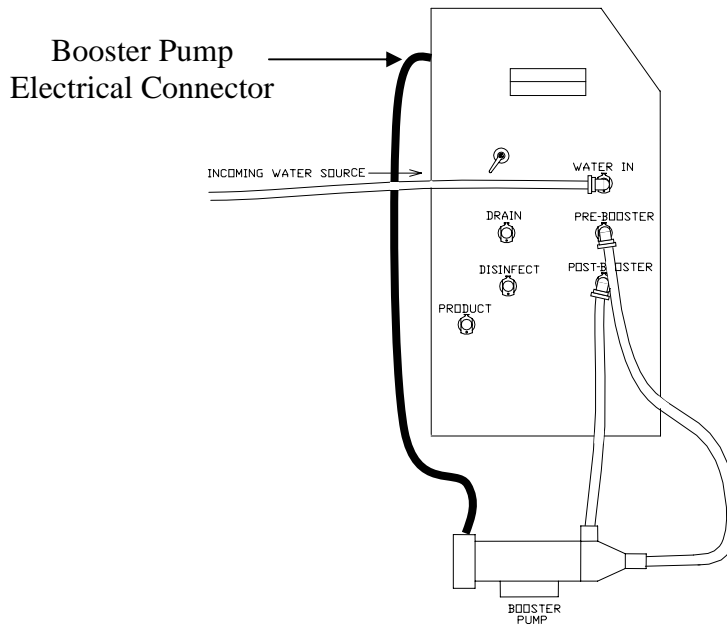 Booster Pump
Electrical Connector
INCOMING WATER SOURCE
WATER IN
DRAIN
PRE-BOOSTER
DISINFECT
POST-BOOSTER
PRODUCT
BOOSTER
PUMP